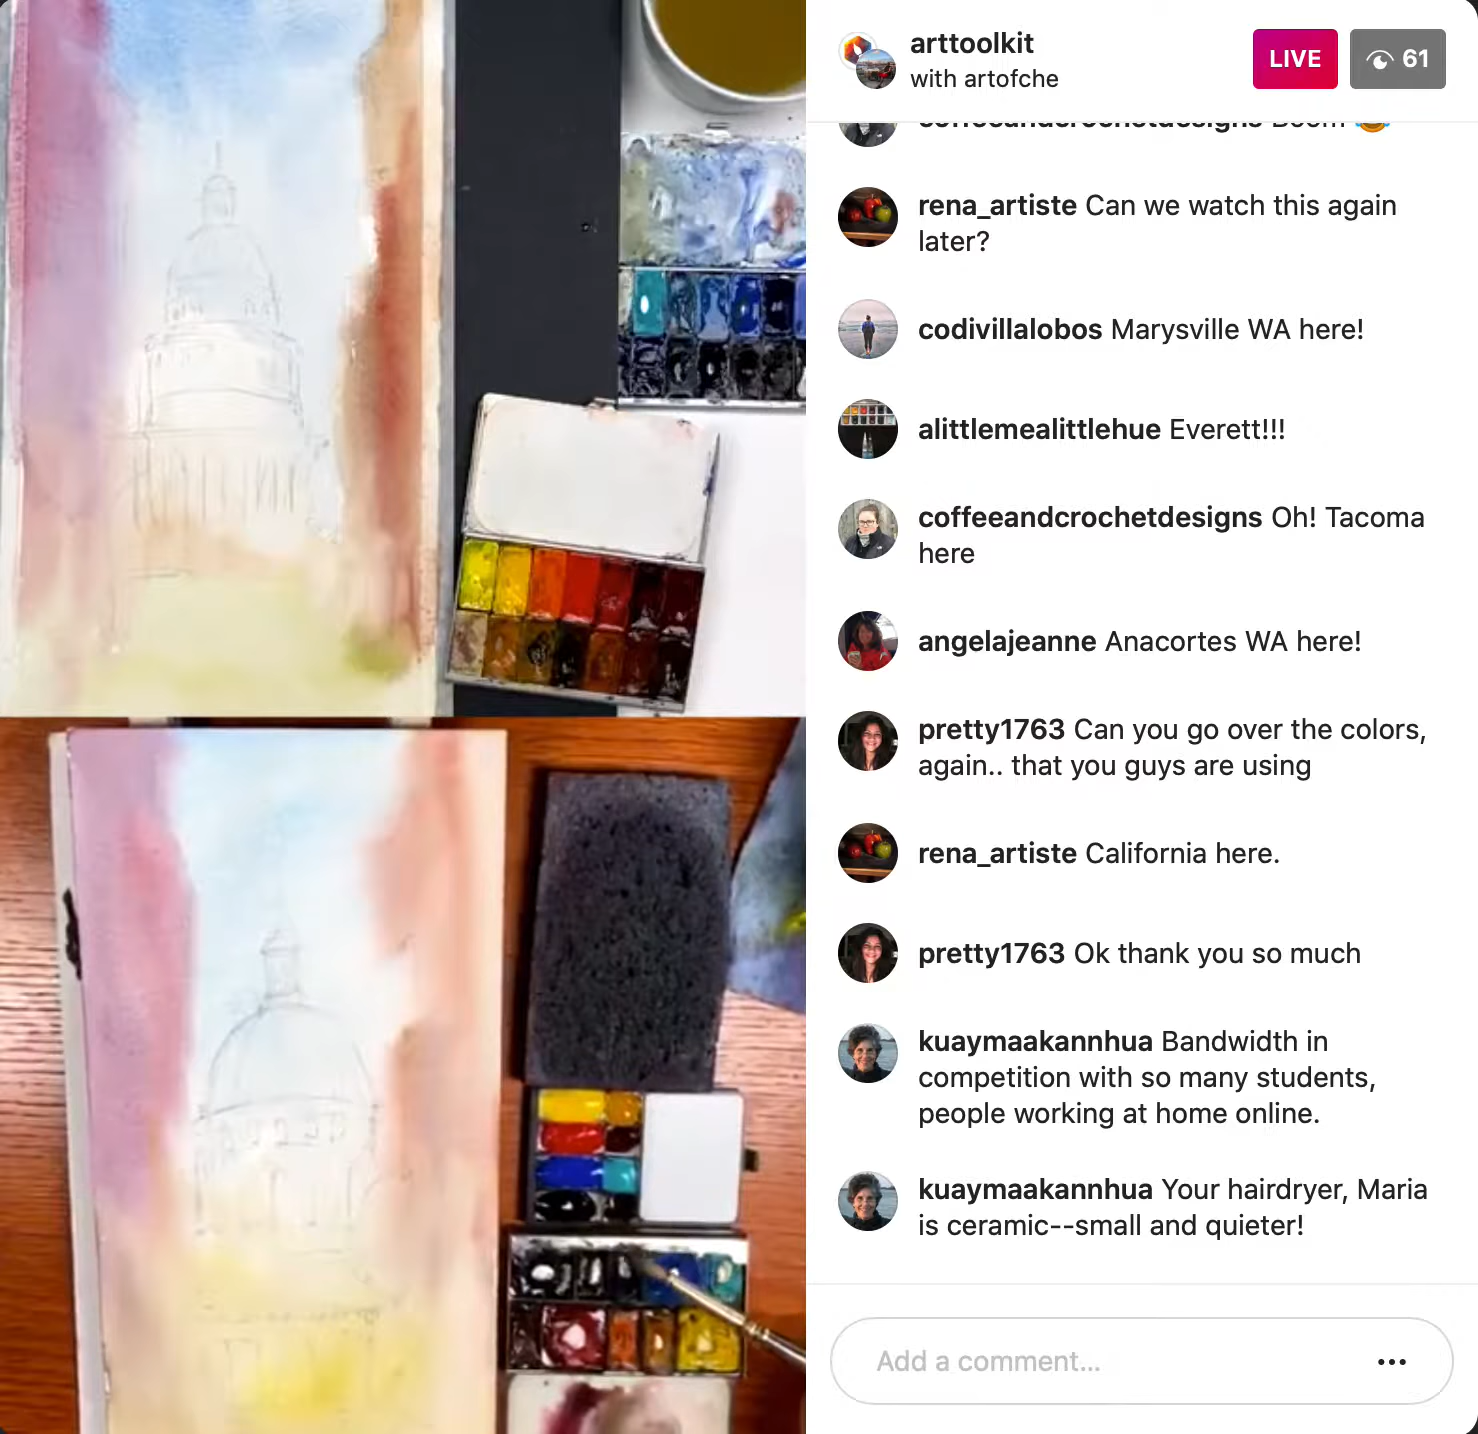 arttoolkit
with artofche
LIVE
61
coffeeandcrochetdesigns Boom
rena_artiste Can we watch this again
later?
codivillalobos Marysville WA here!
alittlemealittlehue Everett!!!
coffeeandcrochetdesigns Oh! Tacoma
here
angelajeanne Anacortes WA here!
pretty1763 Can you go over the colors,
again.. that you guys are using
rena_artiste California here.
pretty1763 Ok thank you so much
kuaymaakannhua Bandwidth in
competition with so many students,
people working at home online.
kuaymaakannhua Your hairdryer, Maria
is ceramic--small and quieter!
Add a comment...